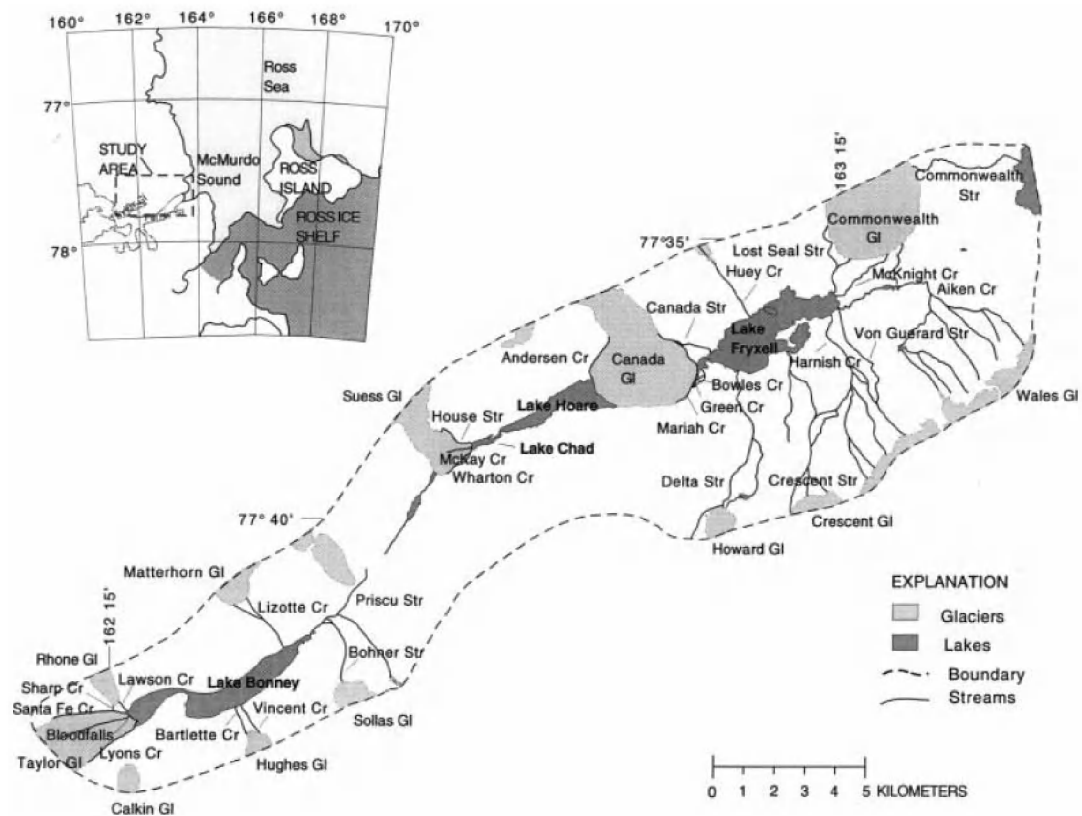 160° 162° 164° 166° 168° 170°
Ross
Sea
77°
STUDY
AREA
McMurdo
Sound
ROSS
ISLAND
ROSS ICE
SHELF
78°
163 15'
Commonwealth
Str
Commonwealth
Gl
77°35'
Lost Seal Str
Huey Cr
McKnight Cr
Aiken Cr
Canada Str
Lake
Fryxell
Von Guerard Str
Andersen Cr
Canada
Gl
Harnish Cr
Bowles Cr
Green Cr
Mariah Cr
Wales Gl
Suess Gl
Lake Hoare
House Str
Lake Chad
McKay Cr
Wharton Cr
Delta Str
Crescent Str
Crescent Gl
Howard Gl
77° 40'
Matterhorn Gl
Lizotte Cr
Priscu Str
162 15'
Bohner Str
Rhone Gl
Lawson Cr
Sharp Cr
Santa Fe Cr
Lake Bonney
Vincent Cr
Bloodfalls
Bartlette Cr
Sollas Gl
Taylor Gl
Lyons Cr
Hughes Gl
Calkin Gl
EXPLANATION
Glaciers
Lakes
Boundary
Streams
0 1 2 3 4 5 KILOMETERS